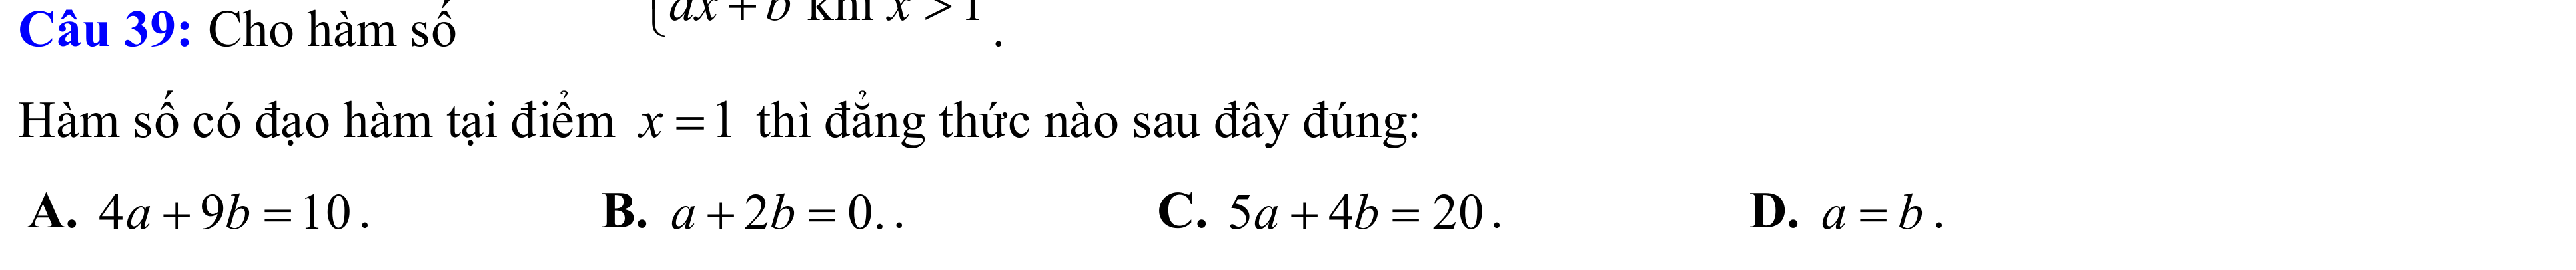 Câu 39: Cho hàm số ax + b khi x > 1 .
Hàm số có đạo hàm tại điểm x = 1 thì đẳng thức nào sau đây đúng:
A. 4a + 9b = 10. B. a + 2b = 0. . C. 5a + 4b = 20. D. a = b.